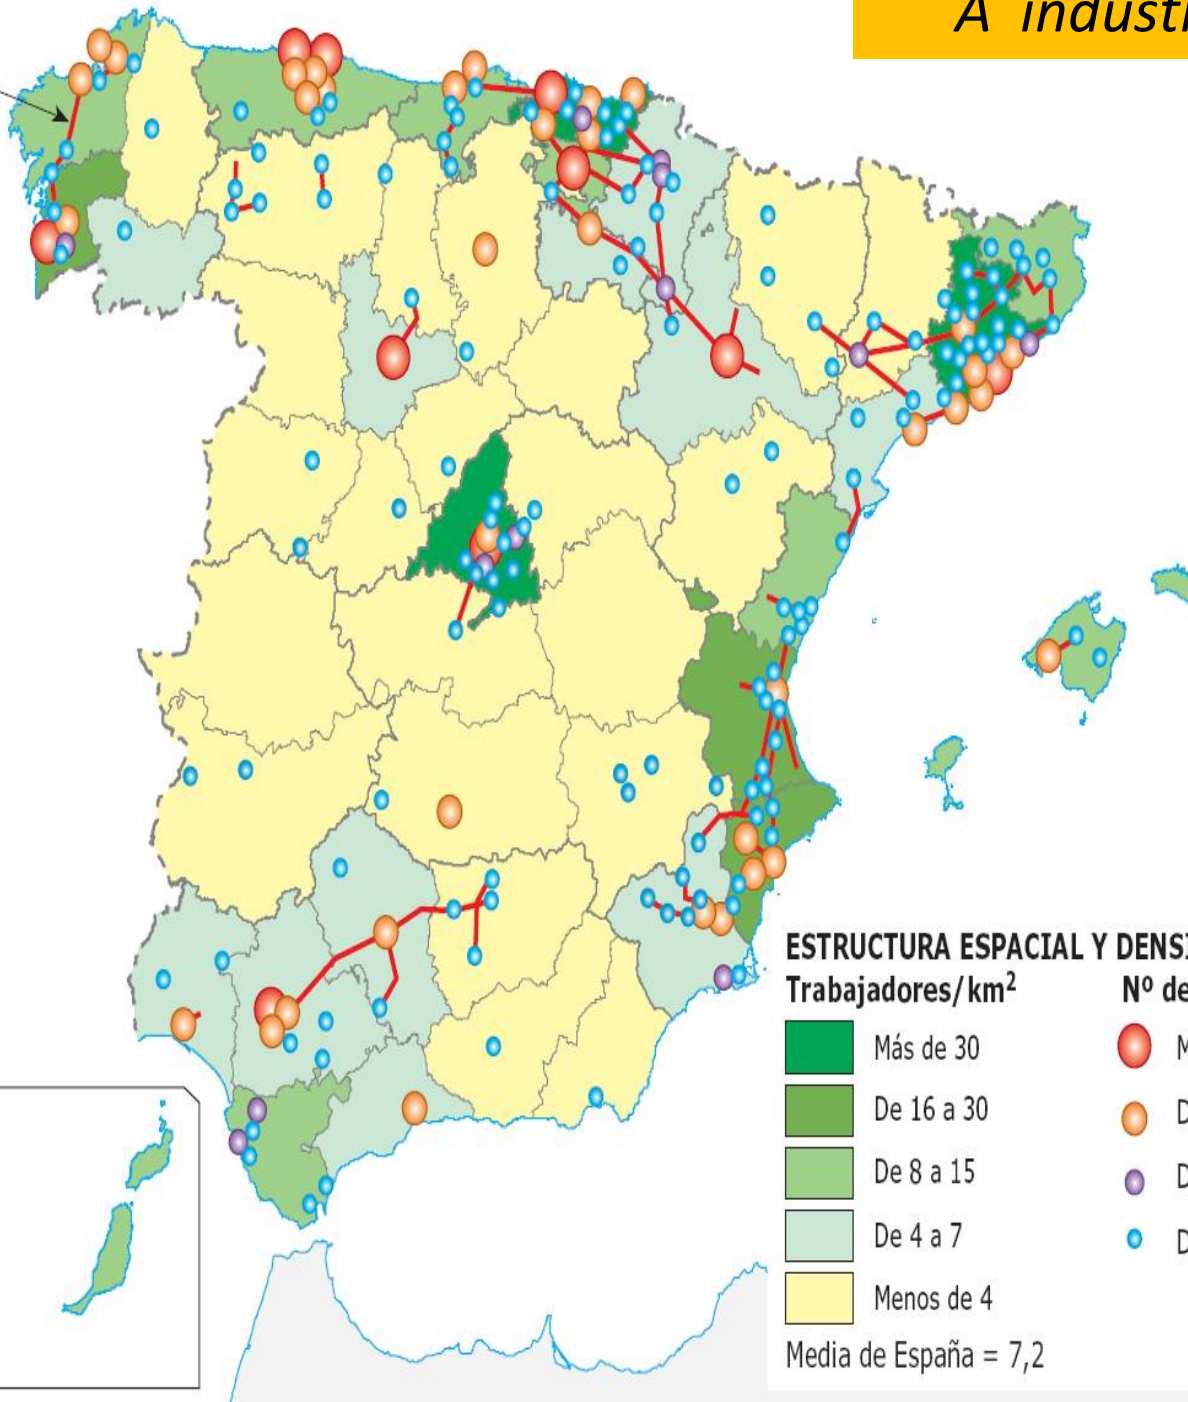 A industri
ESTRUCTURA ESPACIAL Y DENSI
Trabajadores/km²
Nº de
Más de 30
M
De 16 a 30
D
De 8 a 15
D
De 4 a 7
D
Menos de 4
Media de España = 7,2